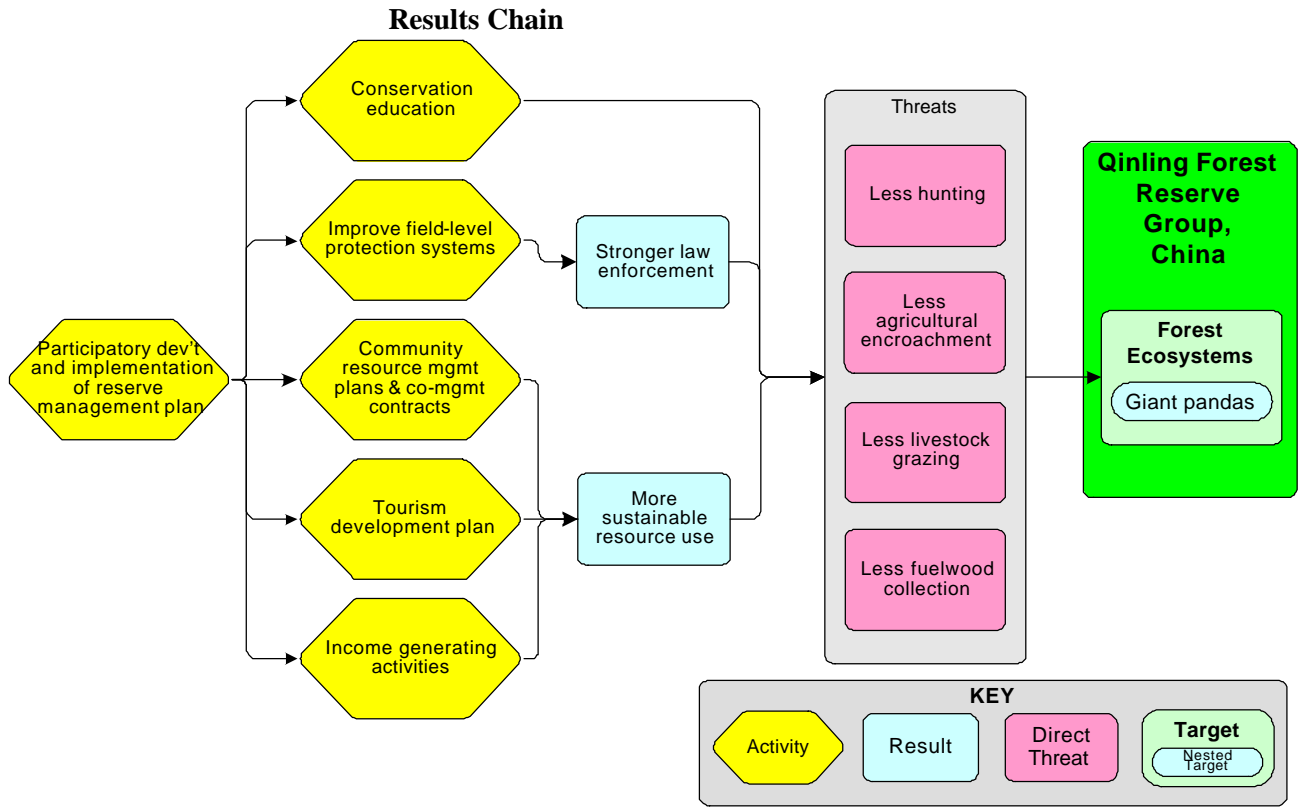 Results Chain
Conservation
education
Improve field-level
protection systems
Stronger law
enforcement
Participatory dev't
and implementation
of reserve
management plan
Community
resource mgmt
plans & co-mgmt
contracts
Tourism
development plan
More
sustainable
resource use
Income generating
activities
Threats
Less hunting
Less
agricultural
encroachment
Less livestock
grazing
Less fuelwood
collection
Qinling Forest
Reserve
Group,
China
Forest
Ecosystems
Giant pandas
KEY
Activity
Result
Direct
Threat
Target
Nested
Target